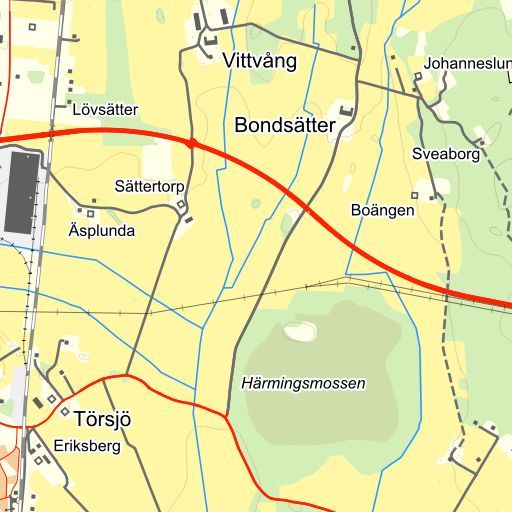 Vittvång
Johanneslun
Lövsätter
Bondsätter
Sveaborg
Sättertorp
Boängen
Äsplunda
Härmingsmossen
Törsjö
Eriksberg